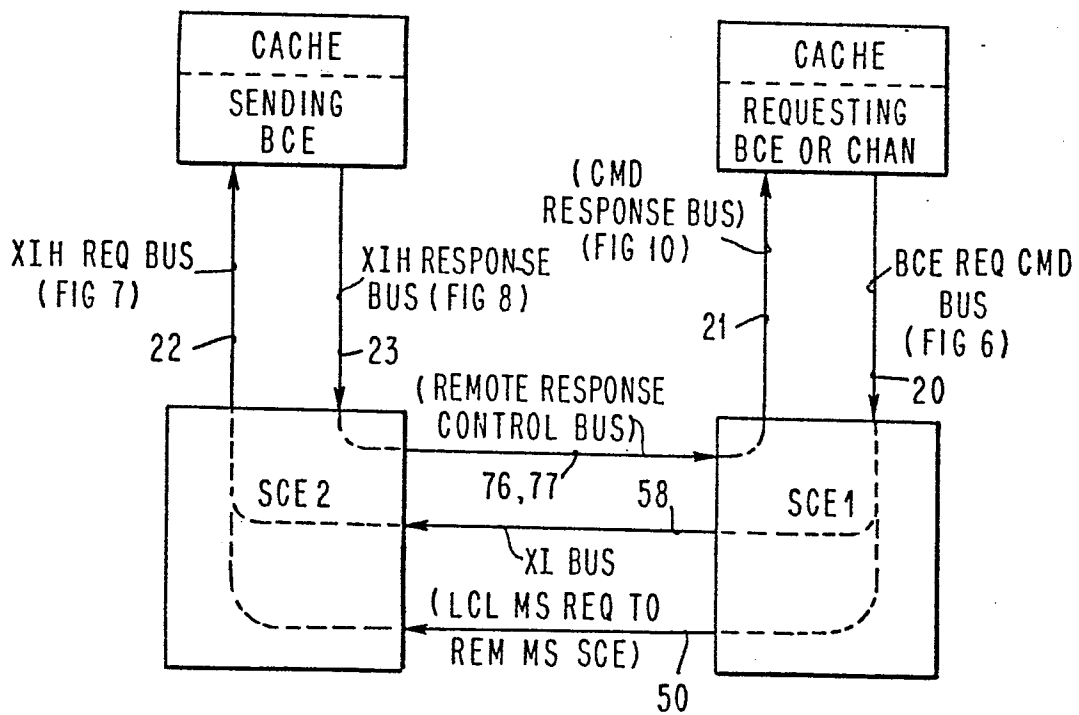 CACHE
SENDING
BCE
CACHE
REQUESTING
BCE OR CHAN
XIH REQ BUS
(FIG 7)
22
XIH RESPONSE
BUS (FIG 8)
23
(CMD
RESPONSE BUS)
(FIG 10)
21
BCE REQ CMD
BUS
(FIG 6)
20
(REMOTE RESPONSE
CONTROL BUS)
76,77
58
SCE 2
SCE1
XI BUS
(LCL MS REQ TO
REM MS SCE)
50